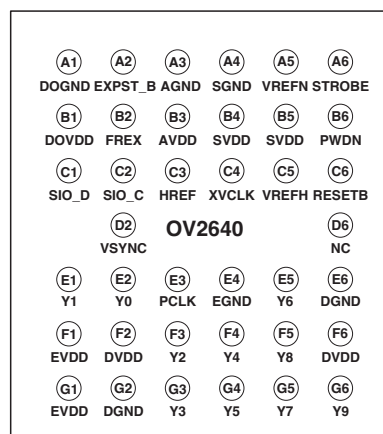 A1 A2 A3 A4 A5 A6
DOGND EXPST_B AGND SGND VREFN STROBE
B1 B2 B3 B4 B5 B6
DOVDD FREX AVDD SVDD SVDD PWDN
C1 C2 C3 C4 C5 C6
SIO_D SIO_C HREF XVCLK VREFH RESETB
D2 OV2640 D6
VSYNC NC
E1 E2 E3 E4 E5 E6
Y1 Y0 PCLK EGND Y6 DGND
F1 F2 F3 F4 F5 F6
EVDD DVDD Y2 Y4 Y8 DVDD
G1 G2 G3 G4 G5 G6
EVDD DGND Y3 Y5 Y7 Y9